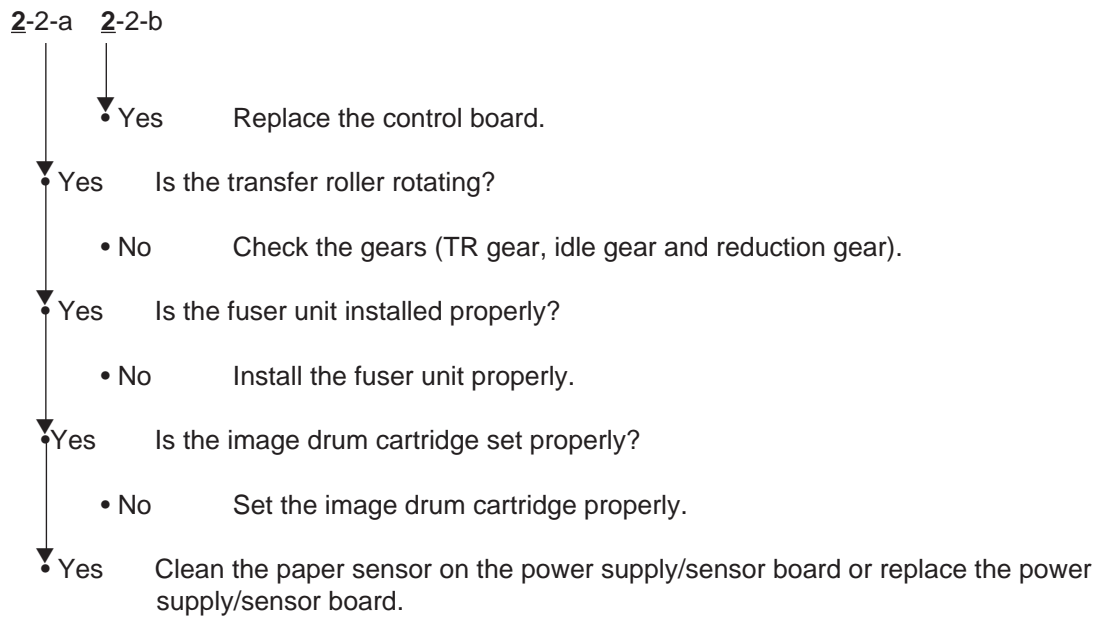 2-2-a 2-2-b
• Yes Replace the control board.
• Yes Is the transfer roller rotating?
• No Check the gears (TR gear, idle gear and reduction gear).
• Yes Is the fuser unit installed properly?
• No Install the fuser unit properly.
•Yes Is the image drum cartridge set properly?
• No Set the image drum cartridge properly.
• Yes Clean the paper sensor on the power supply/sensor board or replace the power
supply/sensor board.